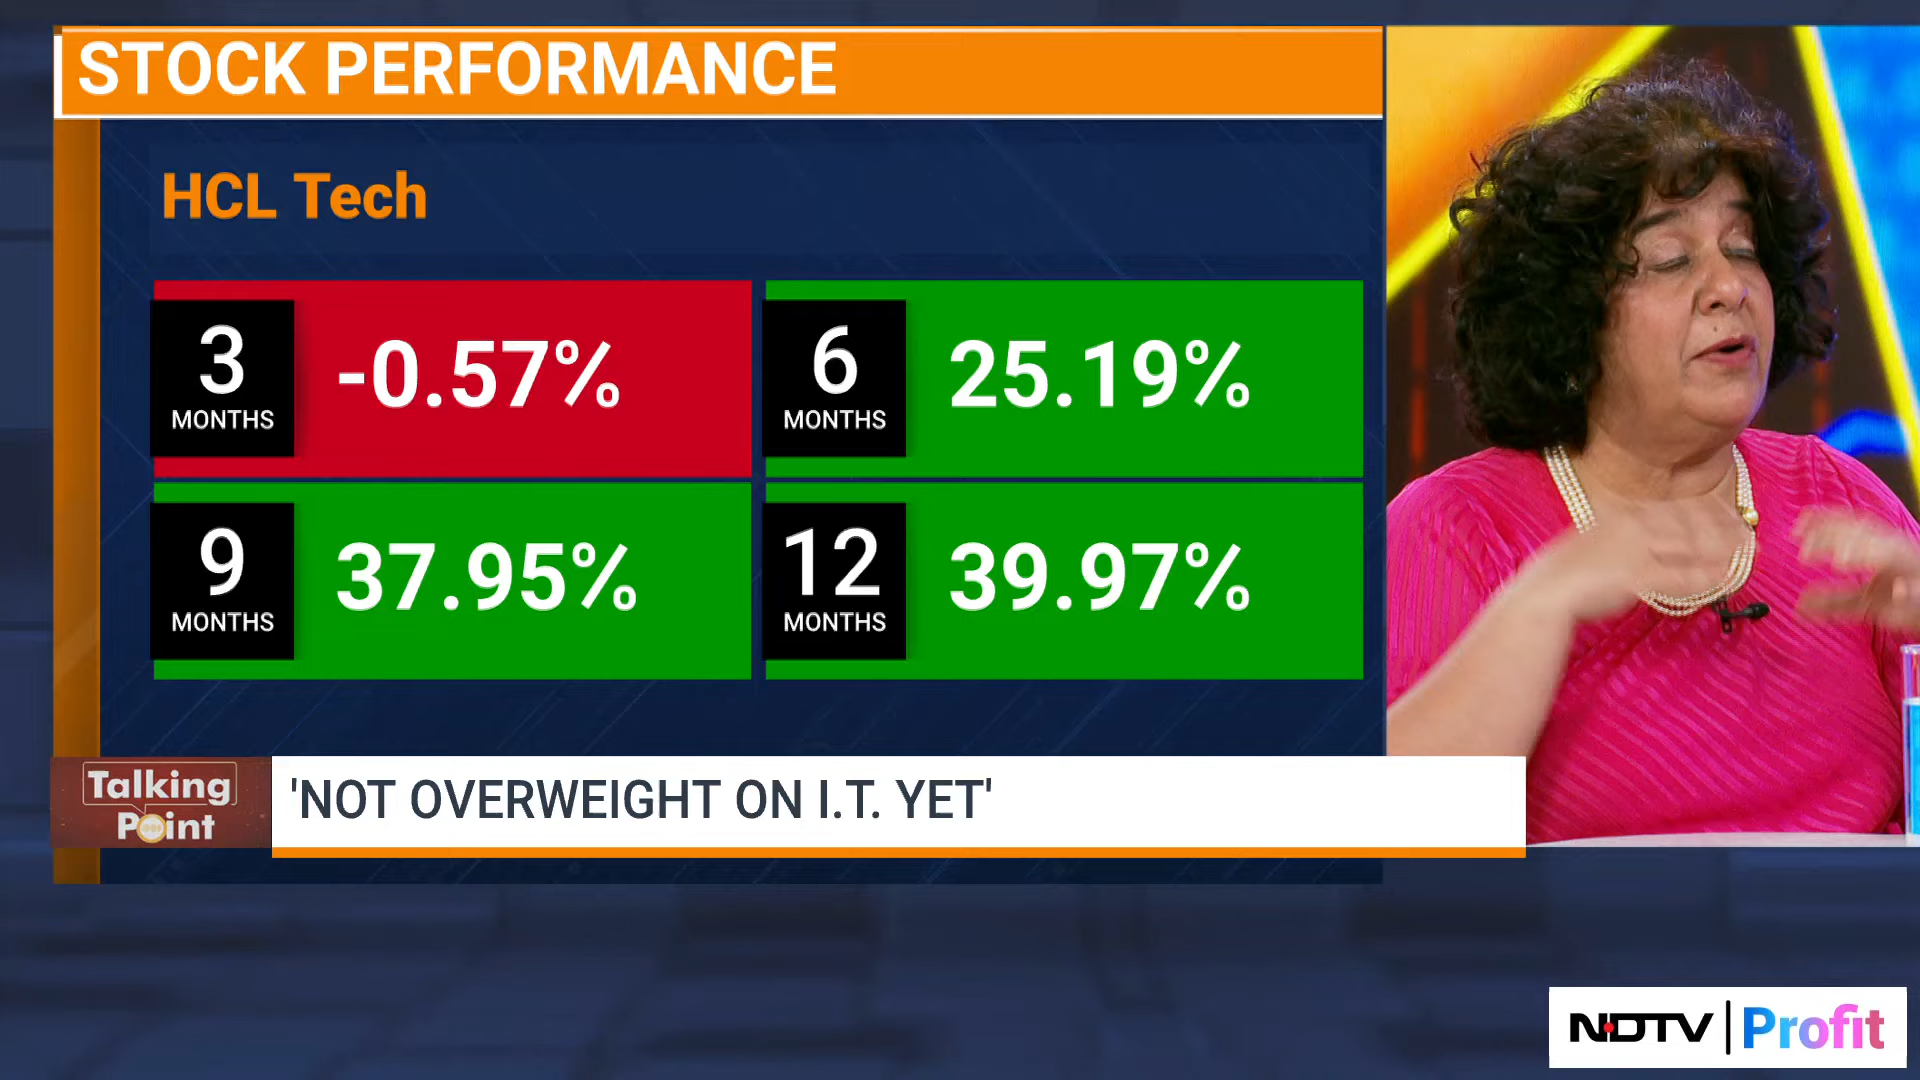 STOCK PERFORMANCE
HCL Tech
3
MONTHS
-0.57%
6
MONTHS
25.19%
9
MONTHS
37.95%
12
MONTHS
39.97%
Talking
Point
'NOT OVERWEIGHT ON I.T. YET'
NDTV | Profit